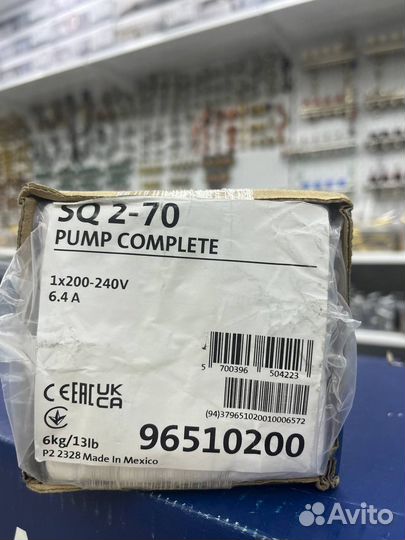 SQ 2-70
PUMP COMPLETE
1x200-240V
6.4 A
5 700396 504223
(94)379651020010006572
CE EAC UK
CA
6kg/13lb
96510200
P2 2328 Made In Mexico
Avito